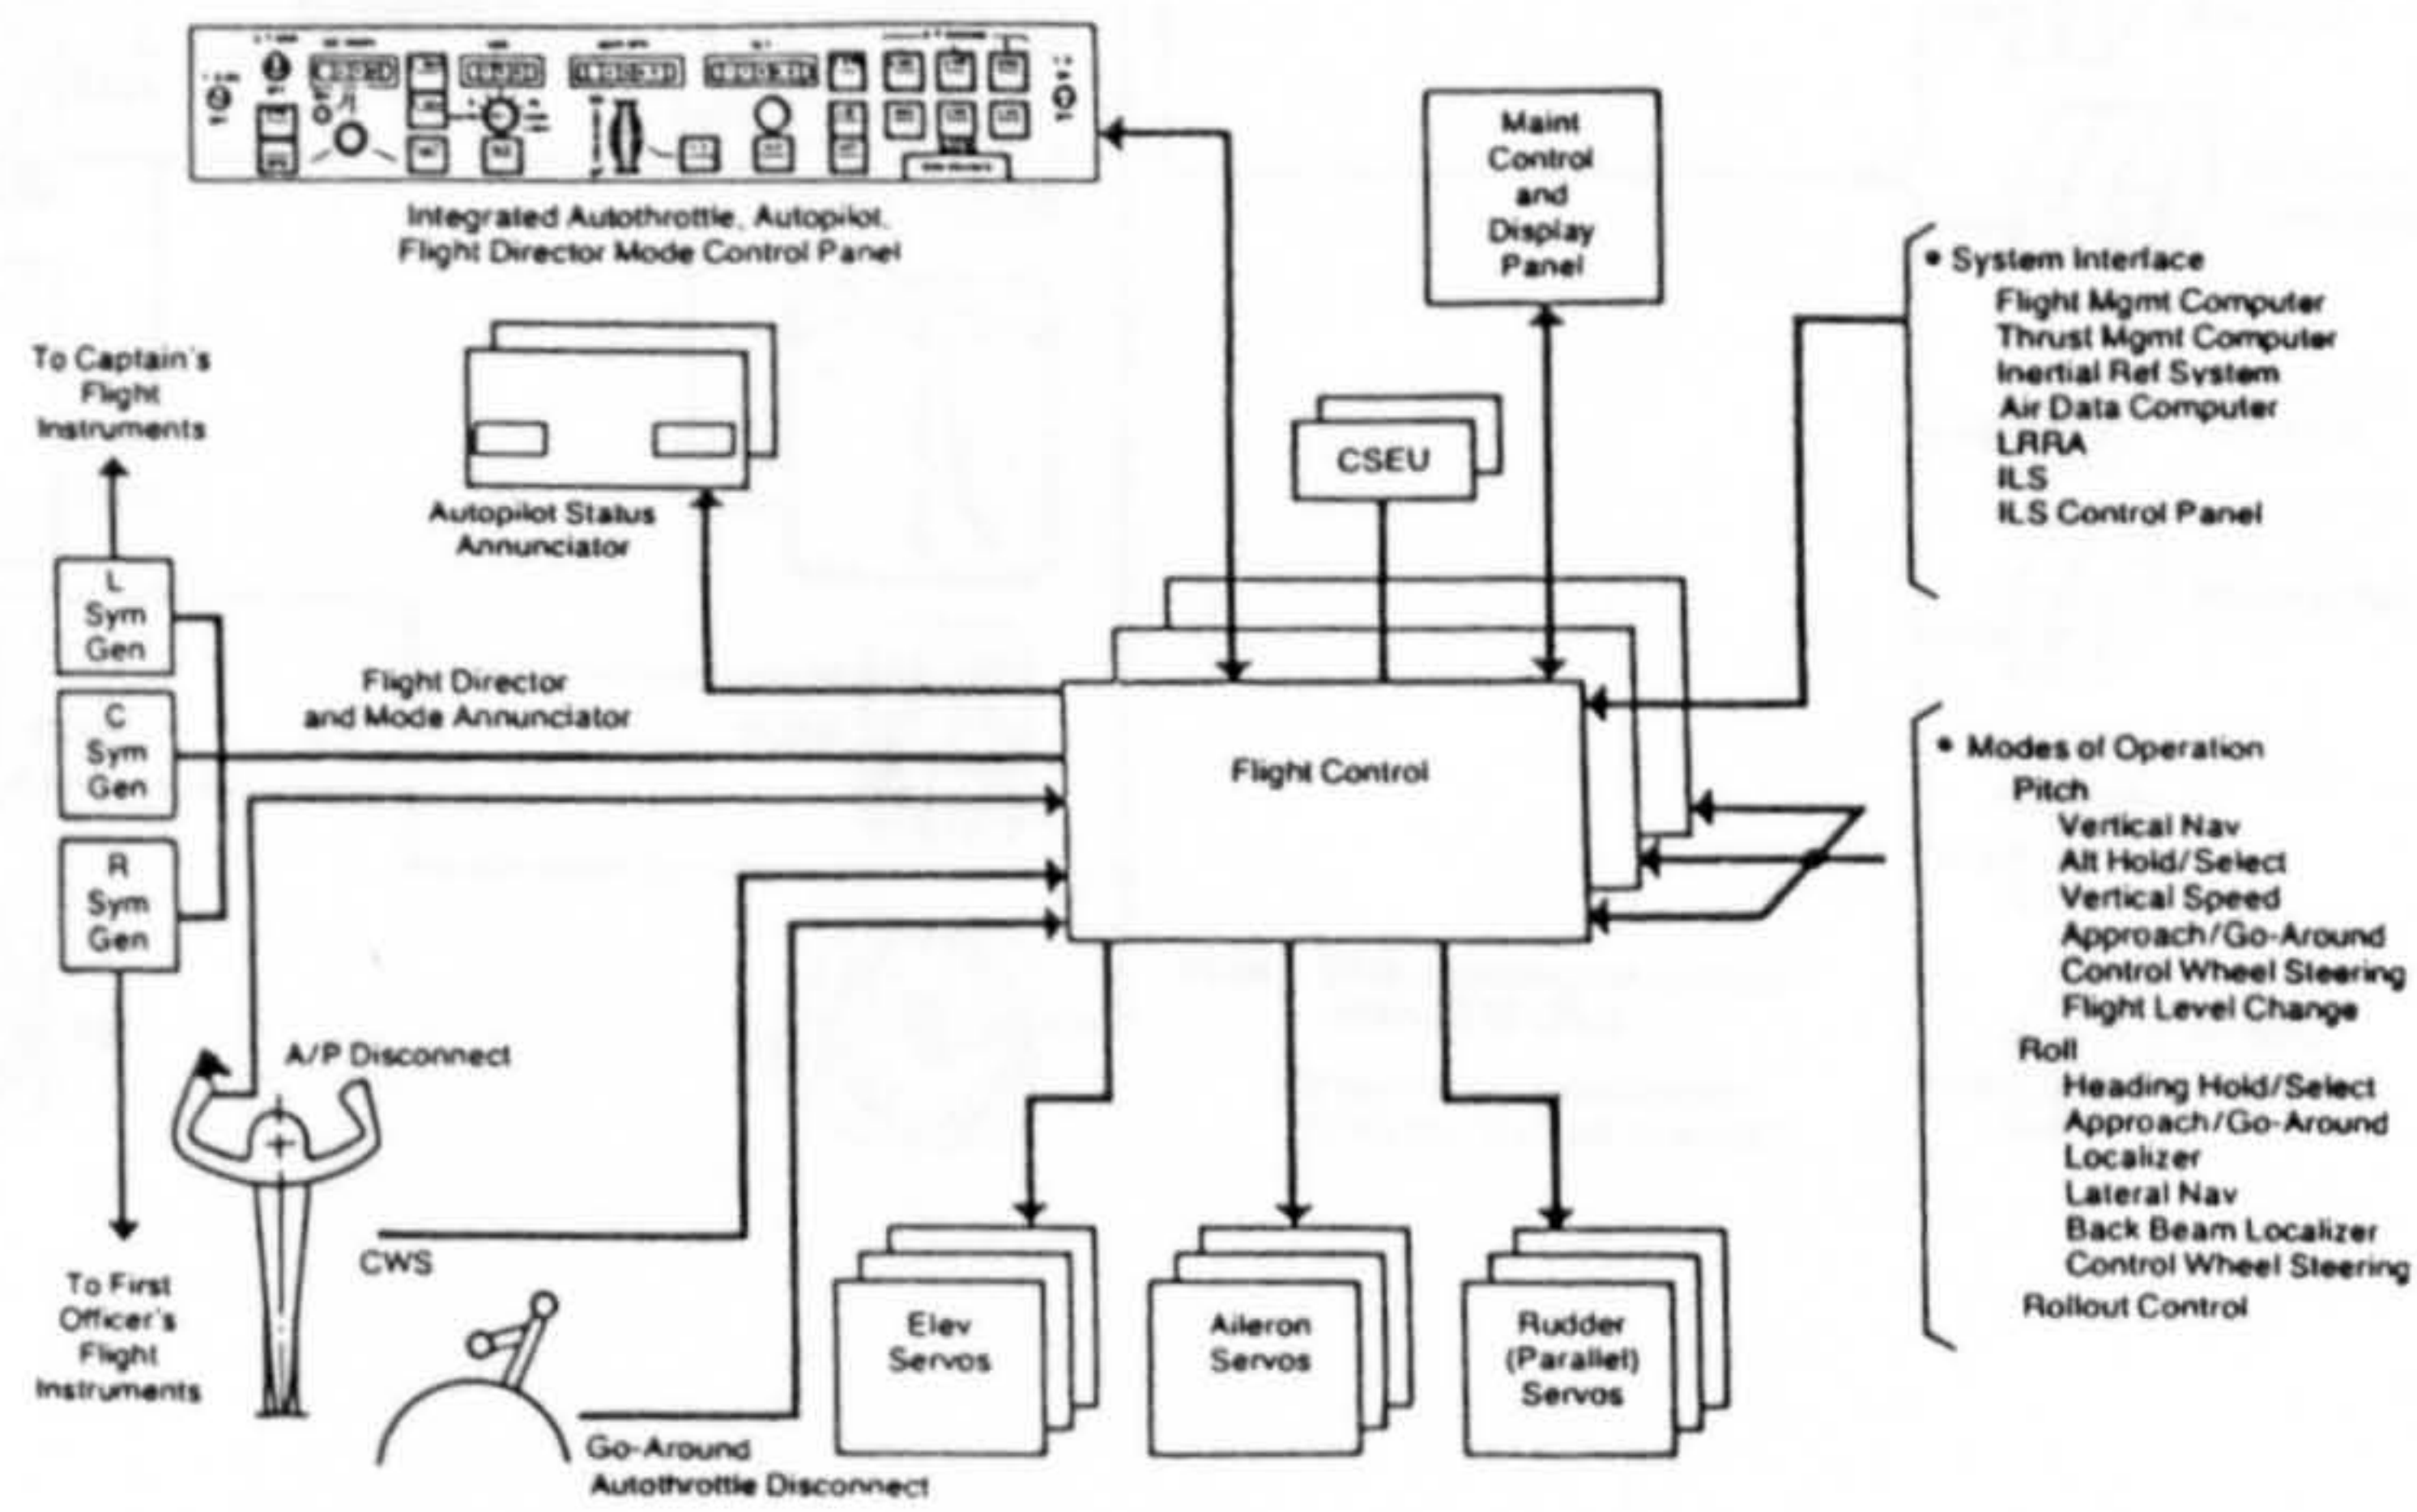 Integrated Autothrottle, Autopilot,
Flight Director Mode Control Panel
Maint
Control
and
Display
Panel
• System Interface
Flight Mgmt Computer
Thrust Mgmt Computer
Inertial Ref System
Air Data Computer
LRRA
ILS
ILS Control Panel
To Captain's
Flight
Instruments
Autopilot Status
Annunciator
CSEU
L
Sym
Gen
C
Sym
Gen
R
Sym
Gen
Flight Director
and Mode Annunciator
Flight Control
• Modes of Operation
Pitch
Vertical Nav
Alt Hold/Select
Vertical Speed
Approach/Go-Around
Control Wheel Steering
Flight Level Change
Roll
Heading Hold/Select
Approach/Go-Around
Localizer
Lateral Nav
Back Beam Localizer
Control Wheel Steering
Rollout Control
A/P Disconnect
CWS
To First
Officer's
Flight
Instruments
Go-Around
Autothrottle Disconnect
Elev
Servos
Aileron
Servos
Rudder
(Parallel)
Servos